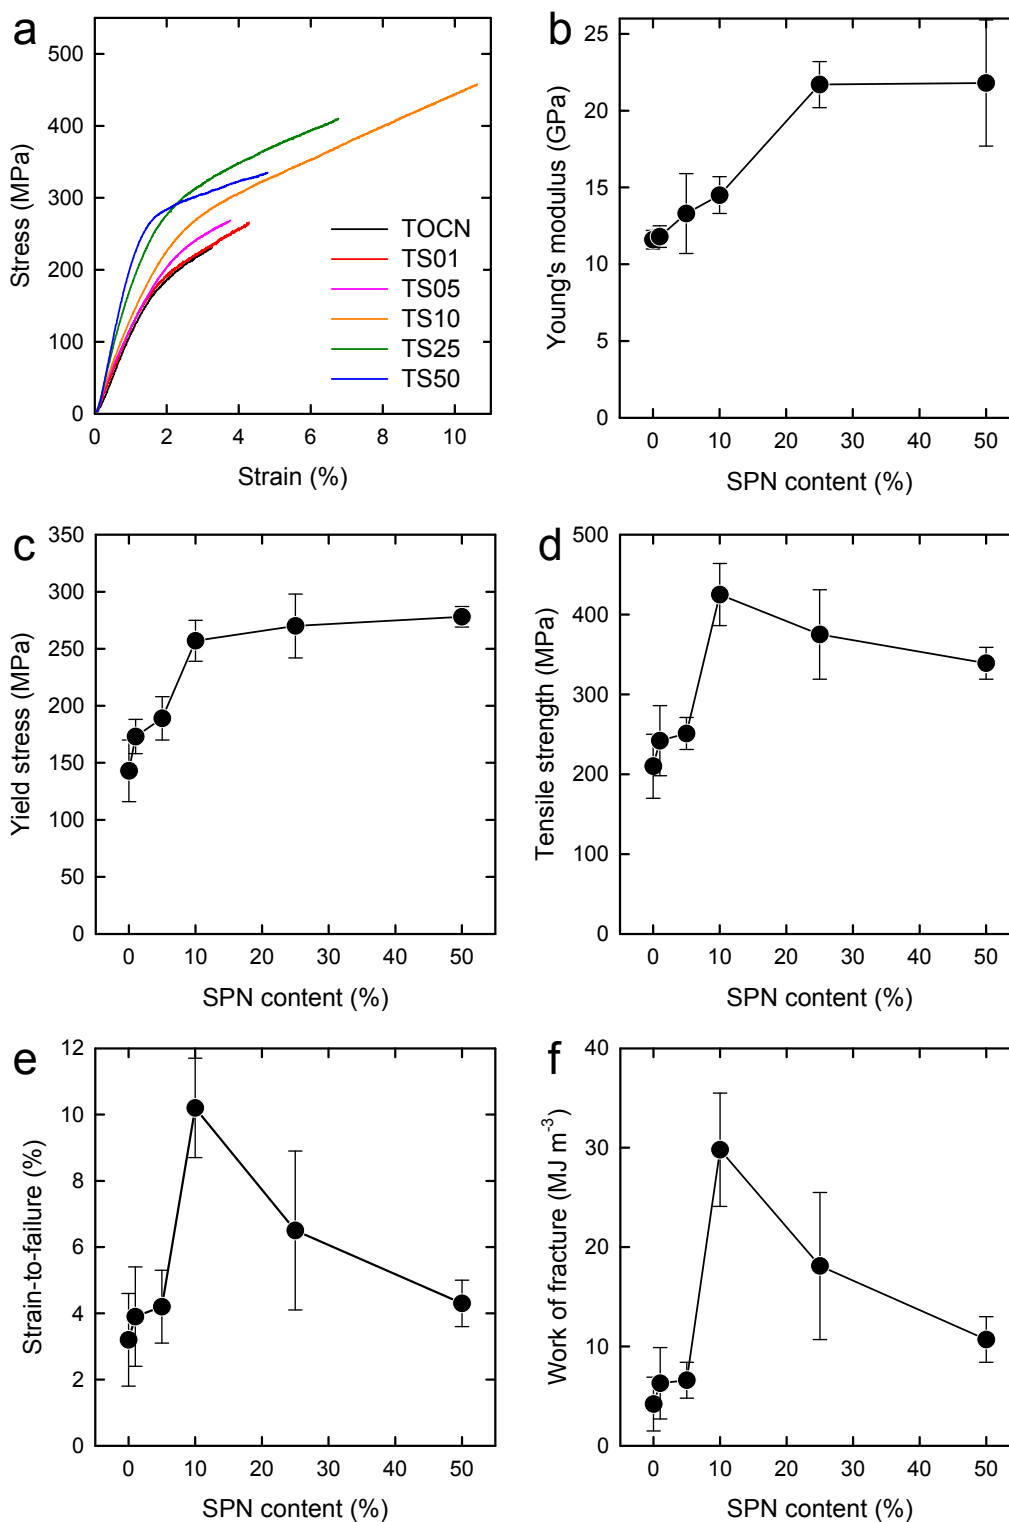 a
500
400
300
200
100
0
Stress (MPa)
TOCN
TS01
TS05
TS10
TS25
TS50
0 2 4 6 8 10
Strain (%)
b
25
20
15
10
5
0
Young's modulus (GPa)
0 10 20 30 40 50
SPN content (%)
c
350
300
250
200
150
100
50
0
Yield stress (MPa)
0 10 20 30 40 50
SPN content (%)
d
500
400
300
200
100
0
Tensile strength (MPa)
0 10 20 30 40 50
SPN content (%)
e
12
10
8
6
4
2
0
Strain-to-failure (%)
0 10 20 30 40 50
SPN content (%)
f
40
30
20
10
0
Work of fracture (MJ m⁻³)
0 10 20 30 40 50
SPN content (%)